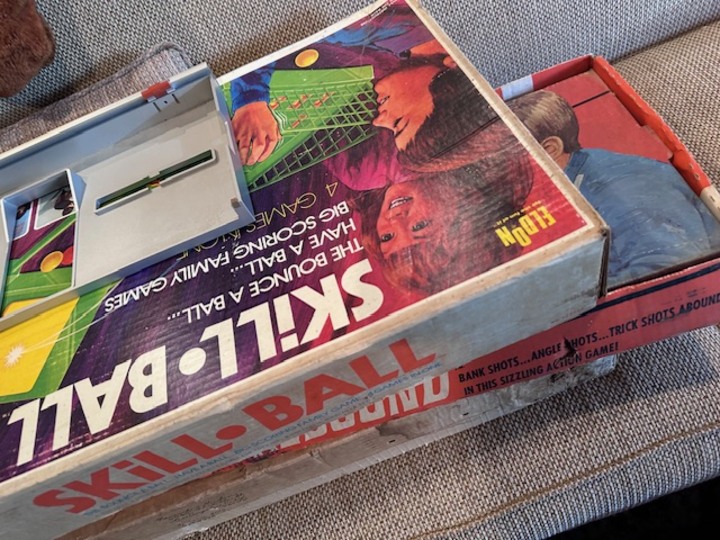 SKiLL•BALL
THE BOUNCE A BALL...
HAVE A BALL...
BIG SCORING FAMILY GAMES
4 GAMES IN ONE
ELDON
SKiLL•BALL
BANK SHOTS...ANGLE SHOTS...TRICK SHOTS AROUN
IN THIS SIZZLING ACTION GAME!